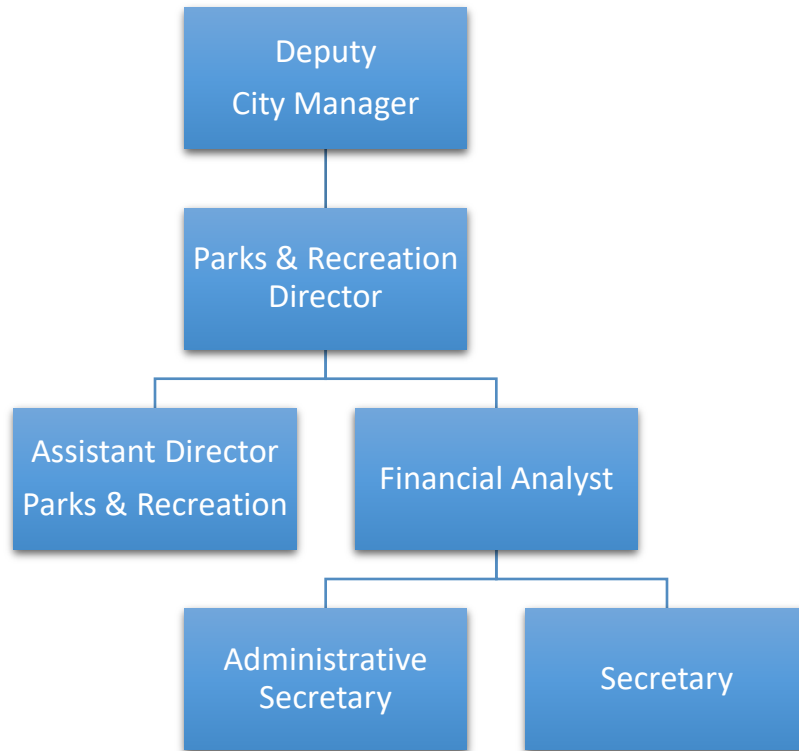 Deputy
City Manager
Parks & Recreation
Director
Assistant Director
Parks & Recreation
Financial Analyst
Administrative
Secretary
Secretary